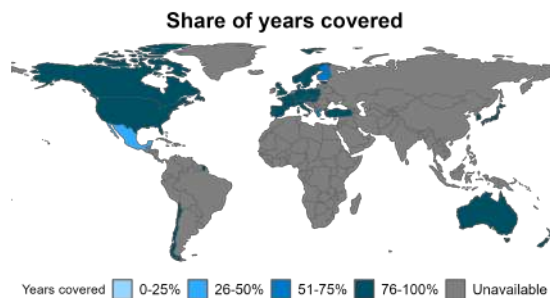 Share of years covered
Years covered 0-25% 26-50% 51-75% 76-100% Unavailable